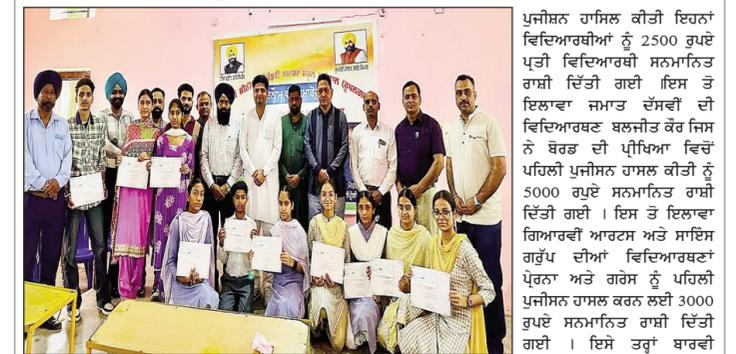 ਪੁਜੀਸ਼ਨ ਹਾਸਿਲ ਕੀਤੀ ਇਹਨਾਂ
ਵਿਦਿਆਰਥੀਆਂ ਨੂੰ 2500 ਰੁਪਏ
ਪ੍ਰਤੀ ਵਿਦਿਆਰਥੀ ਸਨਮਾਨਿਤ
ਰਾਸ਼ੀ ਦਿੱਤੀ ਗਈ ।ਇਸ ਤੋ
ਇਲਾਵਾ ਜਮਾਤ ਦੱਸਵੀਂ ਦੀ
ਵਿਦਿਆਰਥਣ ਬਲਜੀਤ ਕੌਰ ਜਿਸ
ਨੇ ਬੋਰਡ ਦੀ ਪ੍ਰੀਖਿਆ ਵਿਚੋਂ
ਪਹਿਲੀ ਪੁਜੀਸਨ ਹਾਸਲ ਕੀਤੀ ਨੂੰ
5000 ਰੁਪਏ ਸਨਮਾਨਿਤ ਰਾਸ਼ੀ
ਦਿੱਤੀ ਗਈ । ਇਸ ਤੋ ਇਲਾਵਾ
ਗਿਆਰਵੀਂ ਆਰਟਸ ਅਤੇ ਸਾਇੰਸ
ਗਰੁੱਪ ਦੀਆਂ ਵਿਦਿਆਰਥਣਾਂ
ਪ੍ਰੇਰਨਾ ਅਤੇ ਗਰੇਸ ਨੂੰ ਪਹਿਲੀ
ਪੁਜੀਸਨ ਹਾਸਲ ਕਰਨ ਲਈ 3000
ਰੁਪਏ ਸਨਮਾਨਿਤ ਰਾਸ਼ੀ ਦਿੱਤੀ
ਗਈ । ਇਸੇ ਤਰ੍ਹਾਂ ਬਾਰਵੀ